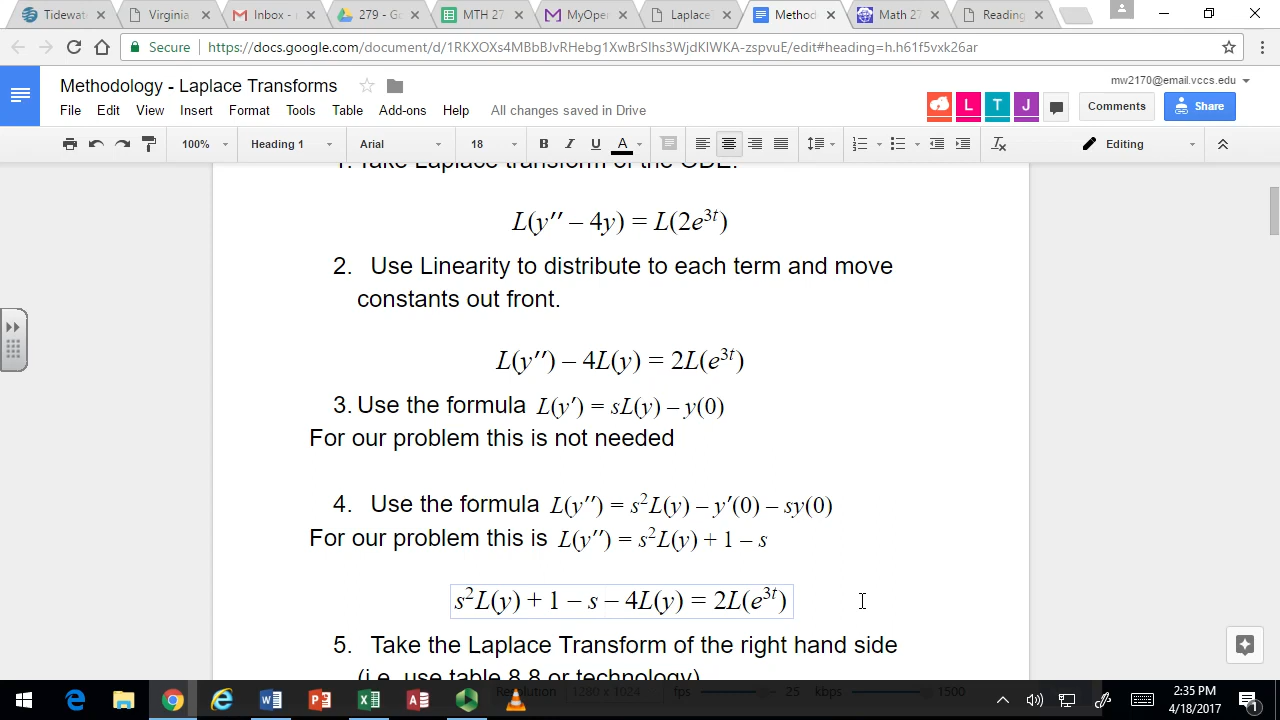 Tidewat
Virginia
Inbox -
279 - Go
MTH 27
MyOper
Laplace
Method
Math 27
Reading
Secure
https://docs.google.com/document/d/1RKXOXs4MBbBJvRHebg1XwBrSlhs3WjdKIWKA-zspvuE/edit#heading=h.h61f5vxk26ar
Methodology - Laplace Transforms
mw2170@email.vccs.edu
File Edit View Insert Format Tools Table Add-ons Help All changes saved in Drive
L T J Comments Share
100% Heading 1 Arial 18 B I U A Editing
1. Take Laplace transform of the ODE.
L(y′′ – 4y) = L(2e³ᵗ)
2. Use Linearity to distribute to each term and move
constants out front.
L(y′′) – 4L(y) = 2L(e³ᵗ)
3. Use the formula L(y′) = sL(y) – y(0)
For our problem this is not needed
4. Use the formula L(y′′) = s²L(y) – y′(0) – sy(0)
For our problem this is L(y′′) = s²L(y) + 1 – s
s²L(y) + 1 – s – 4L(y) = 2L(e³ᵗ)
5. Take the Laplace Transform of the right hand side
(i.e. use table 8.8 or technology)
Resolution 1280 x 1024 fps 25 kbps 1500
2:35 PM
4/18/2017
1